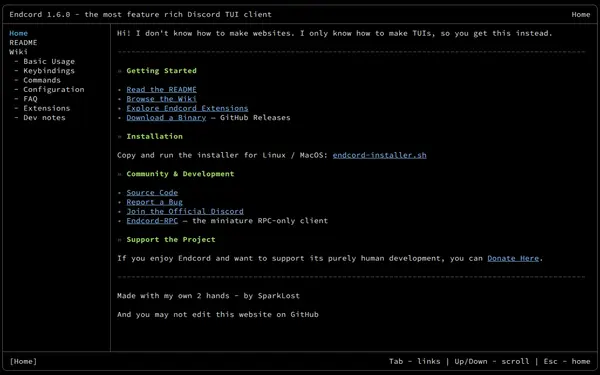 Endcord 1.6.0 - the most feature rich Discord TUI client
Home
Home
README
Wiki
- Basic Usage
- Keybindings
- Commands
- Configuration
- FAQ
- Extensions
- Dev notes
Hi! I don't know how to make websites. I only know how to make TUIs, so you get this instead.
» Getting Started
• Read the README
• Browse the Wiki
• Explore Endcord Extensions
• Download a Binary — GitHub Releases
» Installation
Copy and run the installer for Linux / MacOS: endcord-installer.sh
» Community & Development
• Source Code
• Report a Bug
• Join the Official Discord
• Endcord-RPC — the miniature RPC-only client
» Support the Project
If you enjoy Endcord and want to support its purely human development, you can Donate Here.
Made with my own 2 hands - by SparkLost
And you may not edit this website on GitHub
[Home]
Tab - links | Up/Down - scroll | Esc - home